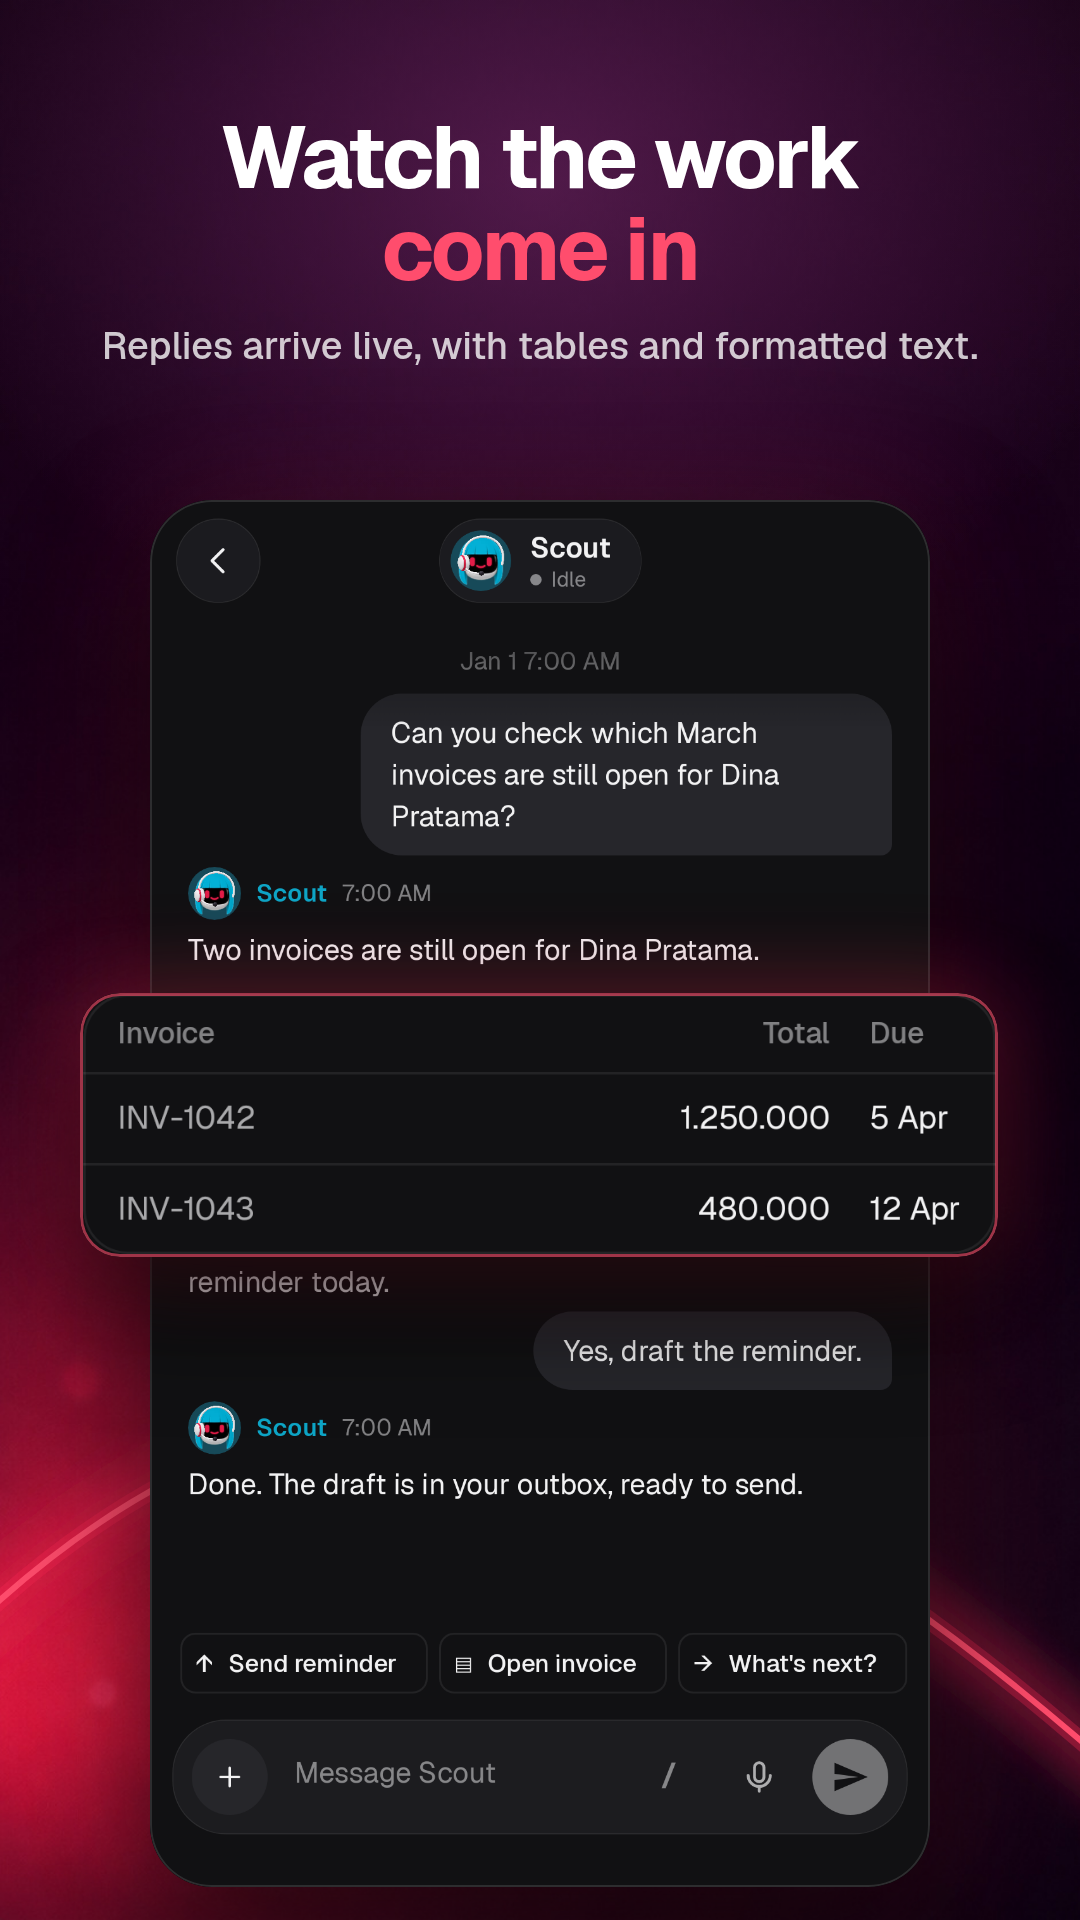 Watch the work
come in
Replies arrive live, with tables and formatted text.
Scout
Idle
Jan 1 7:00 AM
Can you check which March
invoices are still open for Dina
Pratama?
Scout 7:00 AM
Two invoices are still open for Dina Pratama.
Invoice Total Due
INV-1042 1.250.000 5 Apr
INV-1043 480.000 12 Apr
reminder today.
Yes, draft the reminder.
Scout 7:00 AM
Done. The draft is in your outbox, ready to send.
Send reminder Open invoice What's next?
Message Scout /